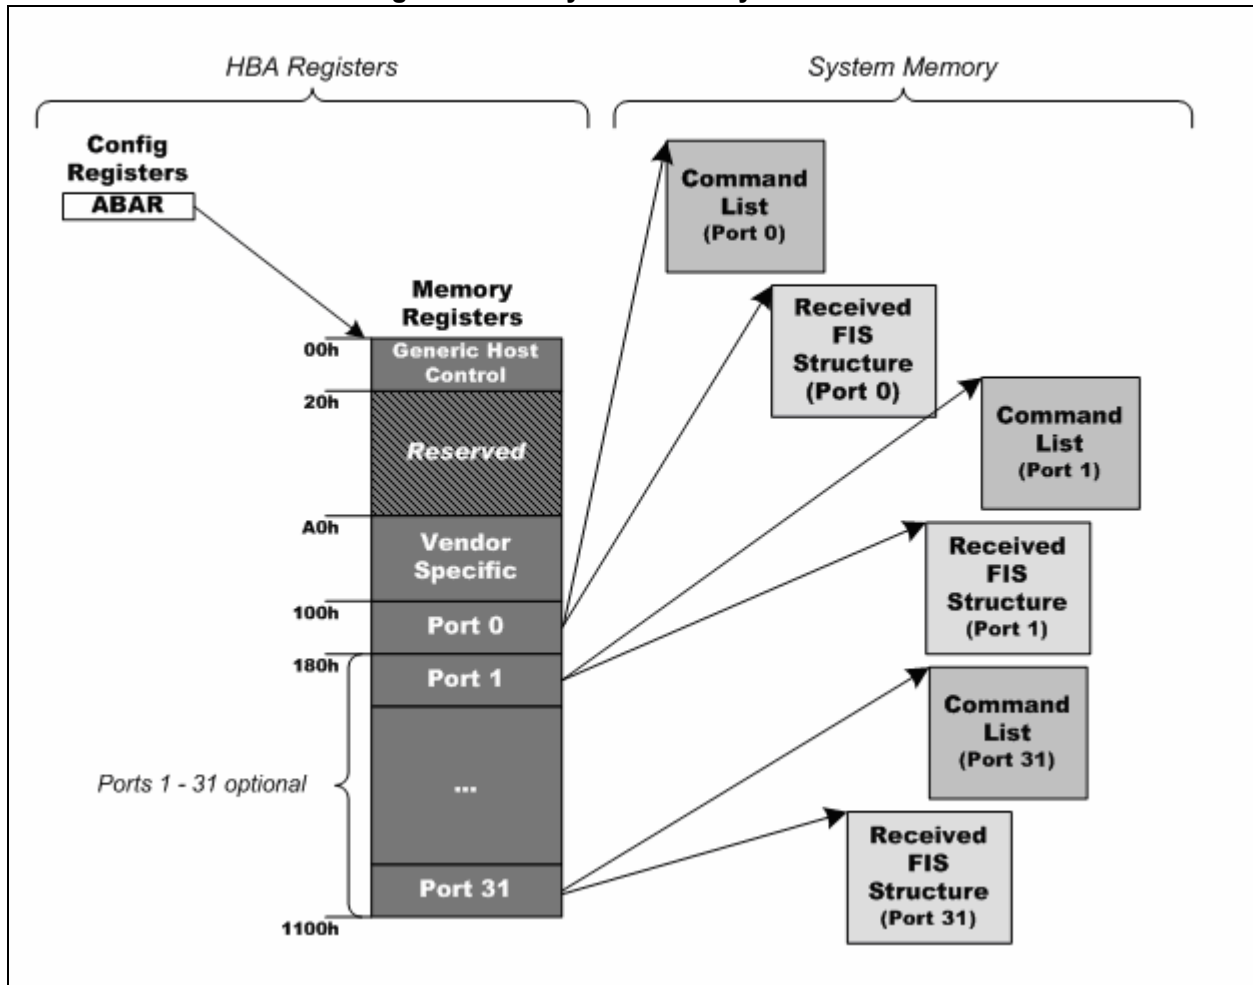 HBA Registers
System Memory
Config
Registers
ABAR
Memory
Registers
00h
Generic Host
Control
20h
Reserved
A0h
Vendor
Specific
100h
Port 0
180h
Port 1
Ports 1 - 31 optional
...
Port 31
1100h
Command
List
(Port 0)
Received
FIS
Structure
(Port 0)
Command
List
(Port 1)
Received
FIS
Structure
(Port 1)
Command
List
(Port 31)
Received
FIS
Structure
(Port 31)